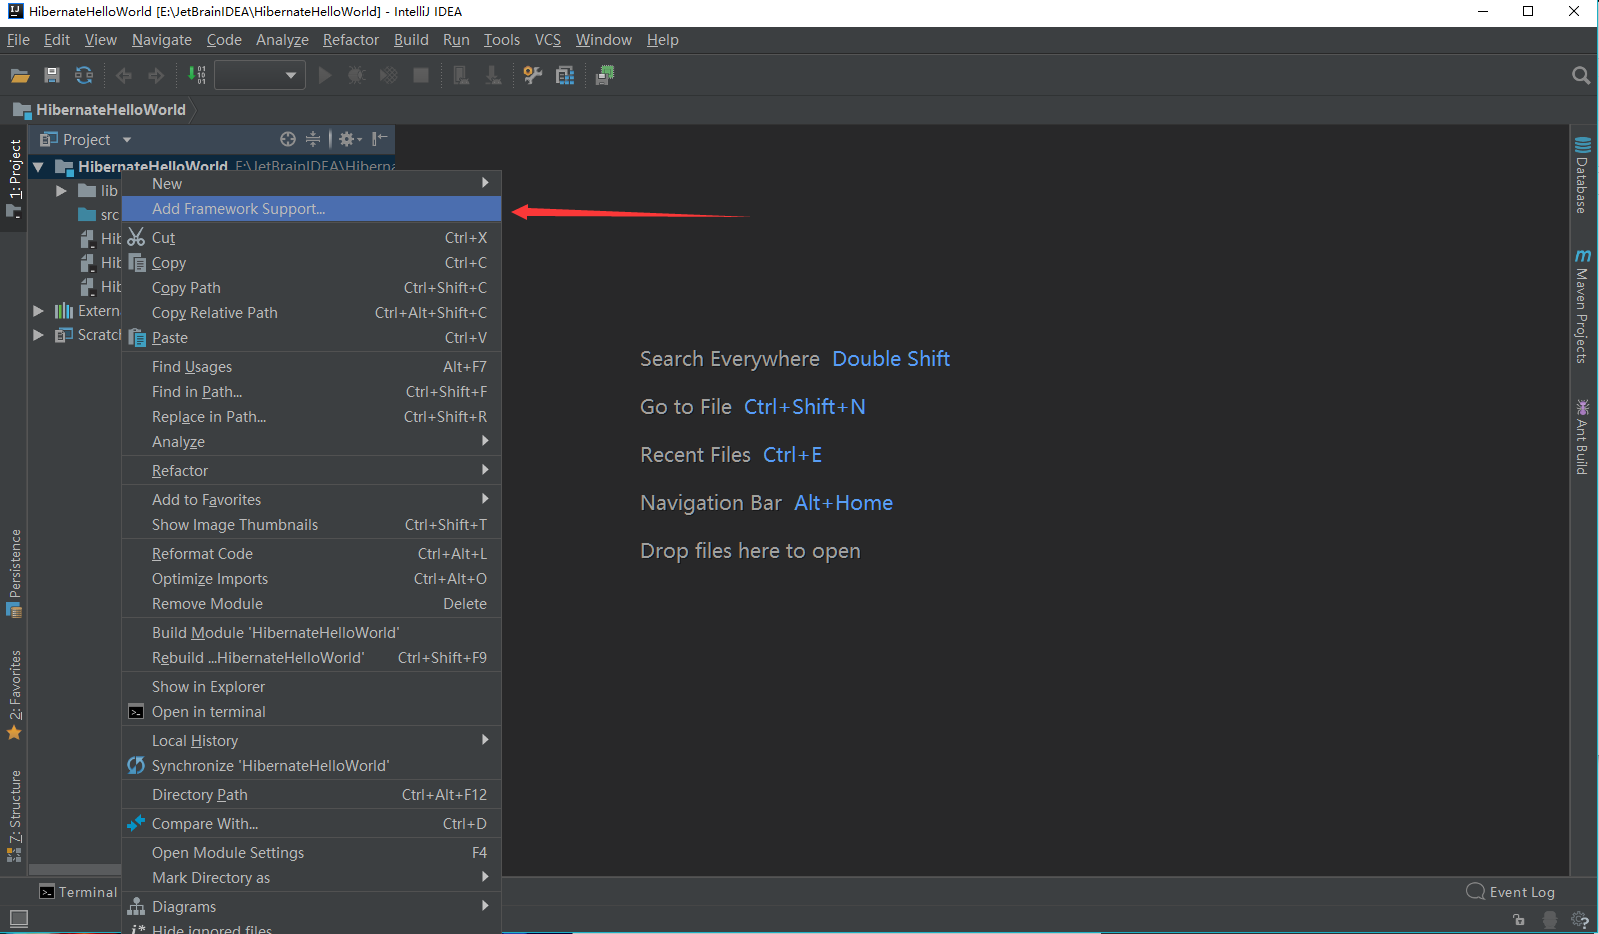 HibernateHelloWorld [E:\JetBrainIDEA\HibernateHelloWorld] - IntelliJ IDEA
File Edit View Navigate Code Analyze Refactor Build Run Tools VCS Window Help
HibernateHelloWorld
Project
HibernateHelloWorld E:\JetBrainIDEA\Hiberna
lib
src
Hib
Hib
Hib
Extern
Scratch
New
Add Framework Support...
Cut Ctrl+X
Copy Ctrl+C
Copy Path Ctrl+Shift+C
Copy Relative Path Ctrl+Alt+Shift+C
Paste Ctrl+V
Find Usages Alt+F7
Find in Path... Ctrl+Shift+F
Replace in Path... Ctrl+Shift+R
Analyze
Refactor
Add to Favorites
Show Image Thumbnails Ctrl+Shift+T
Reformat Code Ctrl+Alt+L
Optimize Imports Ctrl+Alt+O
Remove Module Delete
Build Module 'HibernateHelloWorld'
Rebuild ...HibernateHelloWorld' Ctrl+Shift+F9
Show in Explorer
Open in terminal
Local History
Synchronize 'HibernateHelloWorld'
Directory Path Ctrl+Alt+F12
Compare With... Ctrl+D
Open Module Settings F4
Mark Directory as
Diagrams
Hide ignored files
Search Everywhere Double Shift
Go to File Ctrl+Shift+N
Recent Files Ctrl+E
Navigation Bar Alt+Home
Drop files here to open
1: Project
Persistence
2: Favorites
Z: Structure
Database
Maven Projects
Ant Build
Terminal
Event Log